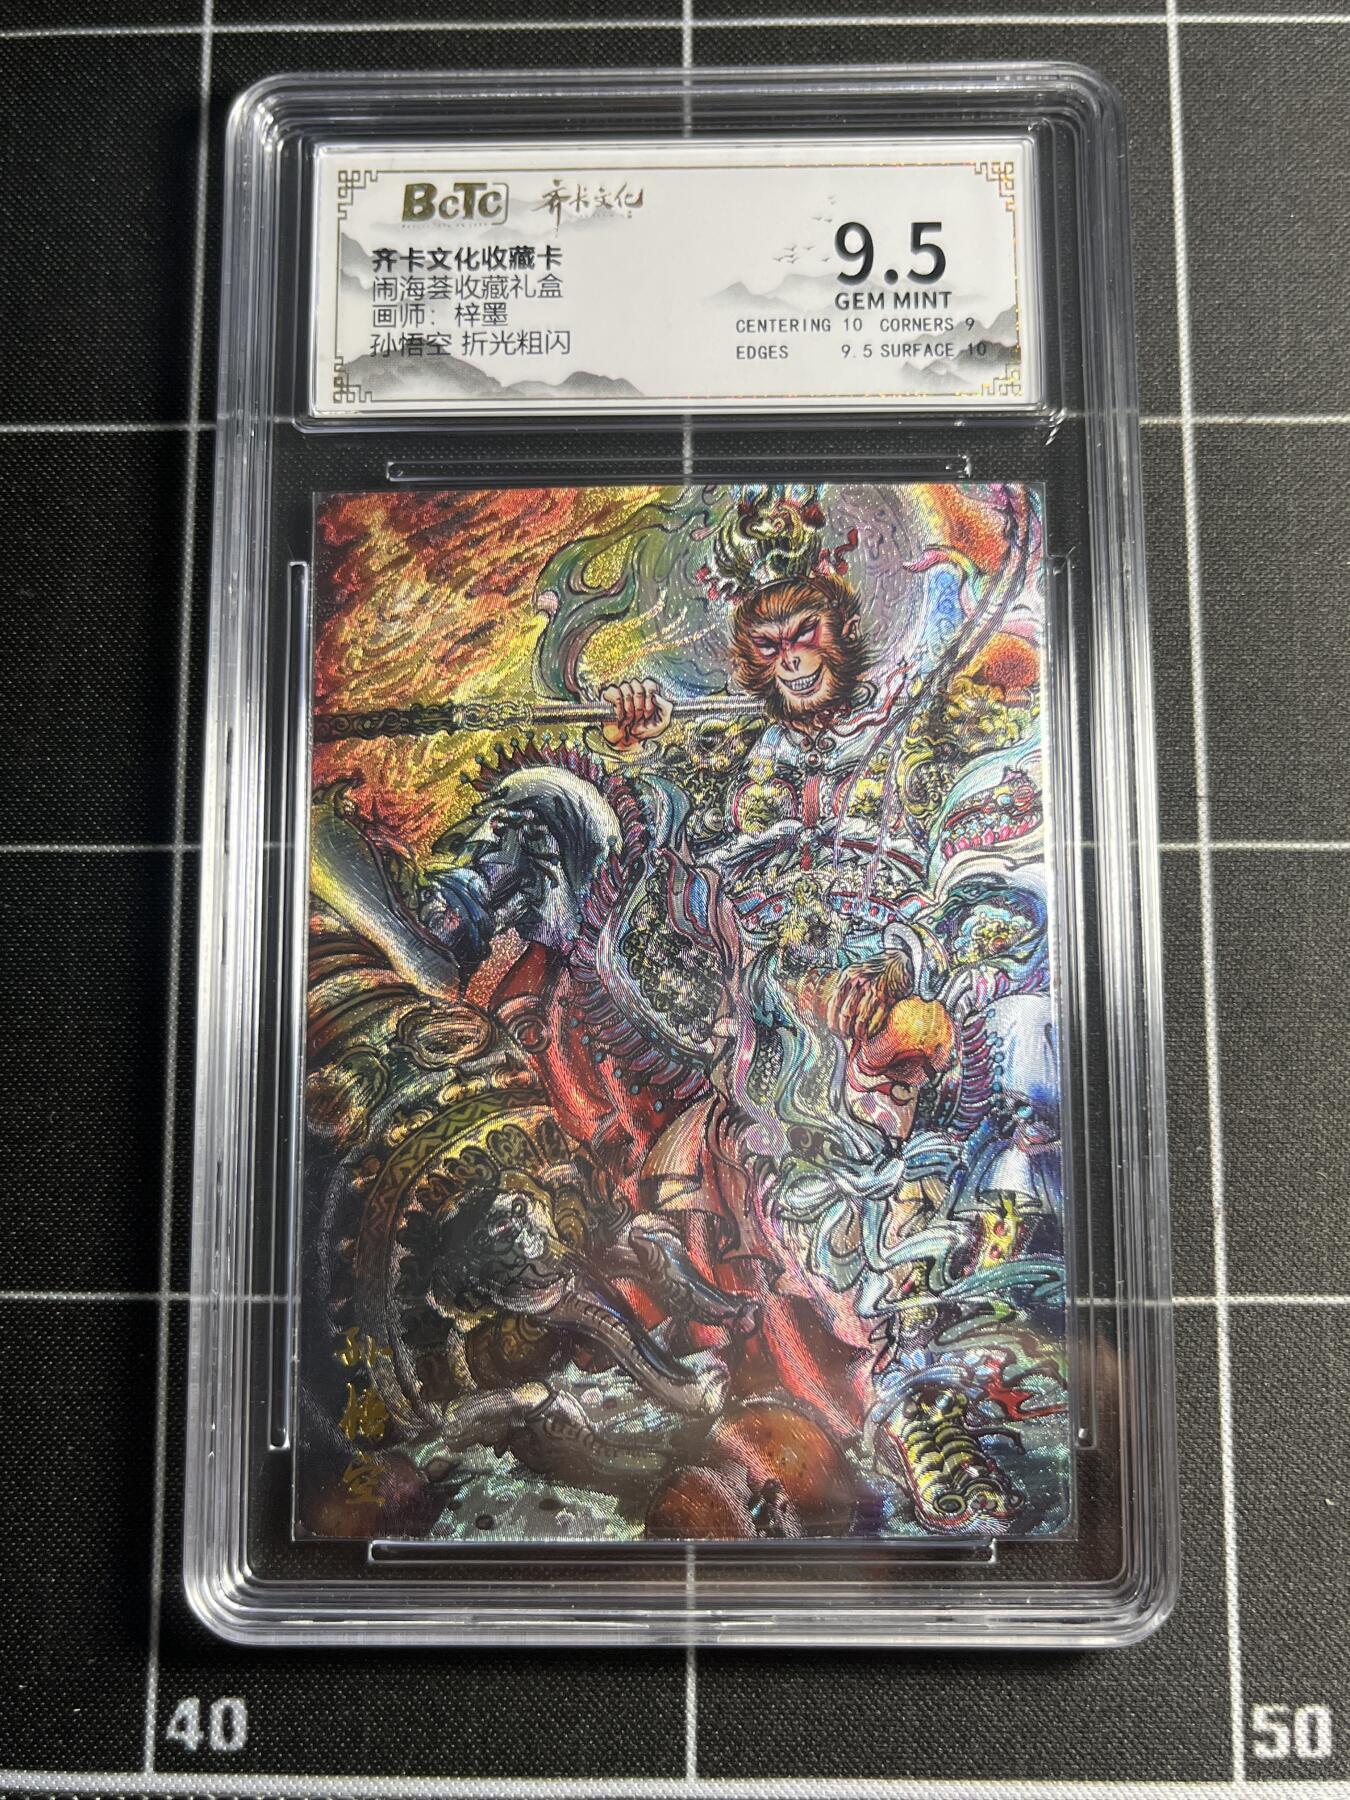 BCTC 齐卡文化
齐卡文化收藏卡
闹海荟收藏礼盒
画师：梓墨
孙悟空 折光粗闪
9.5
GEM MINT
CENTERING 10 CORNERS 9
EDGES 9.5 SURFACE 10
孙悟空
40
50